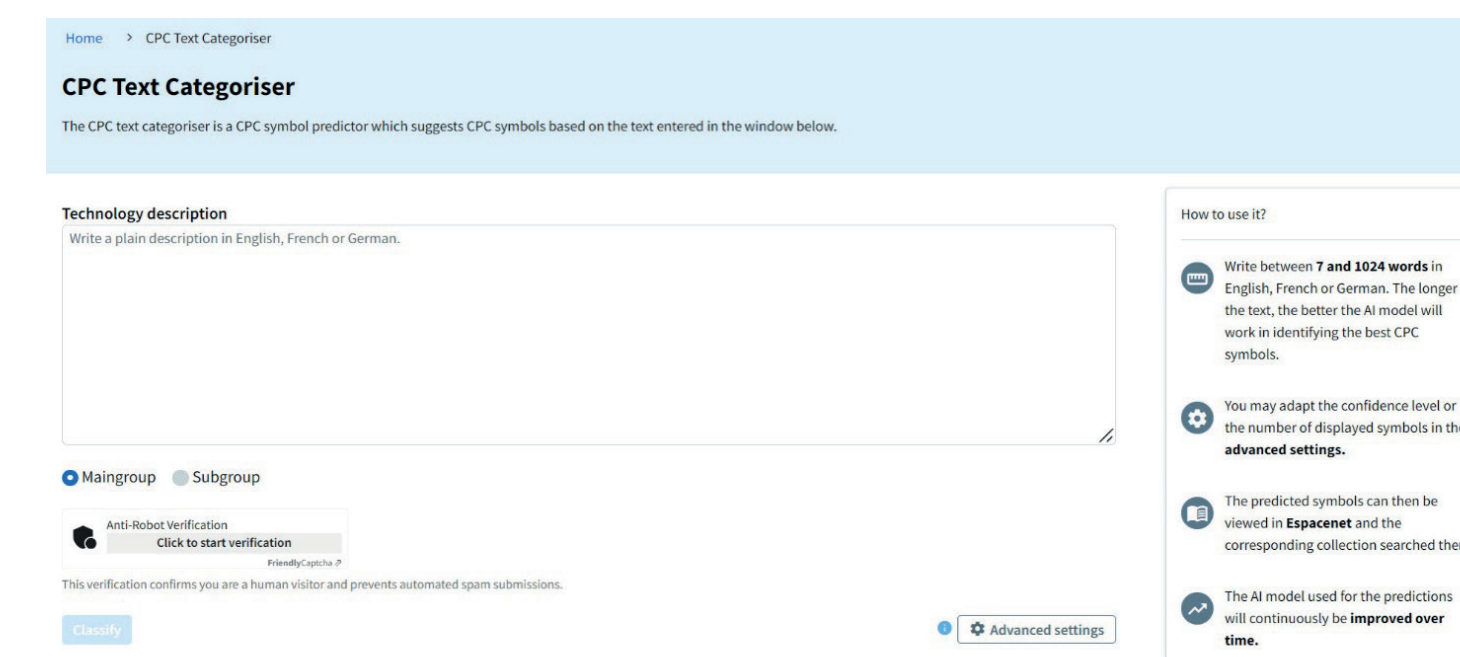 Home > CPC Text Categoriser
CPC Text Categoriser
The CPC text categoriser is a CPC symbol predictor which suggests CPC symbols based on the text entered in the window below.
Technology description
Write a plain description in English, French or German.
Maingroup Subgroup
Anti-Robot Verification
Click to start verification
FriendlyCaptcha
This verification confirms you are a human visitor and prevents automated spam submissions.
Classify
Advanced settings
How to use it?
Write between 7 and 1024 words in
English, French or German. The longer
the text, the better the AI model will
work in identifying the best CPC
symbols.
You may adapt the confidence level or
the number of displayed symbols in
advanced settings.
The predicted symbols can then be
viewed in Espacenet and the
corresponding collection searched
The AI model used for the predictions
will continuously be improved over
time.